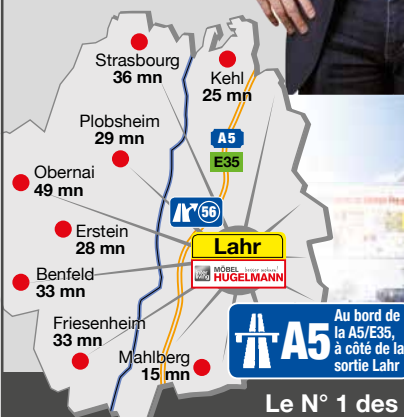 Strasbourg
36 mn
Kehl
25 mn
Plobsheim
29 mn
A5
E35
Obernai
49 mn
56
Erstein
28 mn
Lahr
MÖBEL besser wohnen!
HUGELMANN
Benfeld
33 mn
Friesenheim
33 mn
Mahlberg
15 mn
A5
Au bord de
la A5/E35,
à côté de la
sortie Lahr
Le N° 1 des